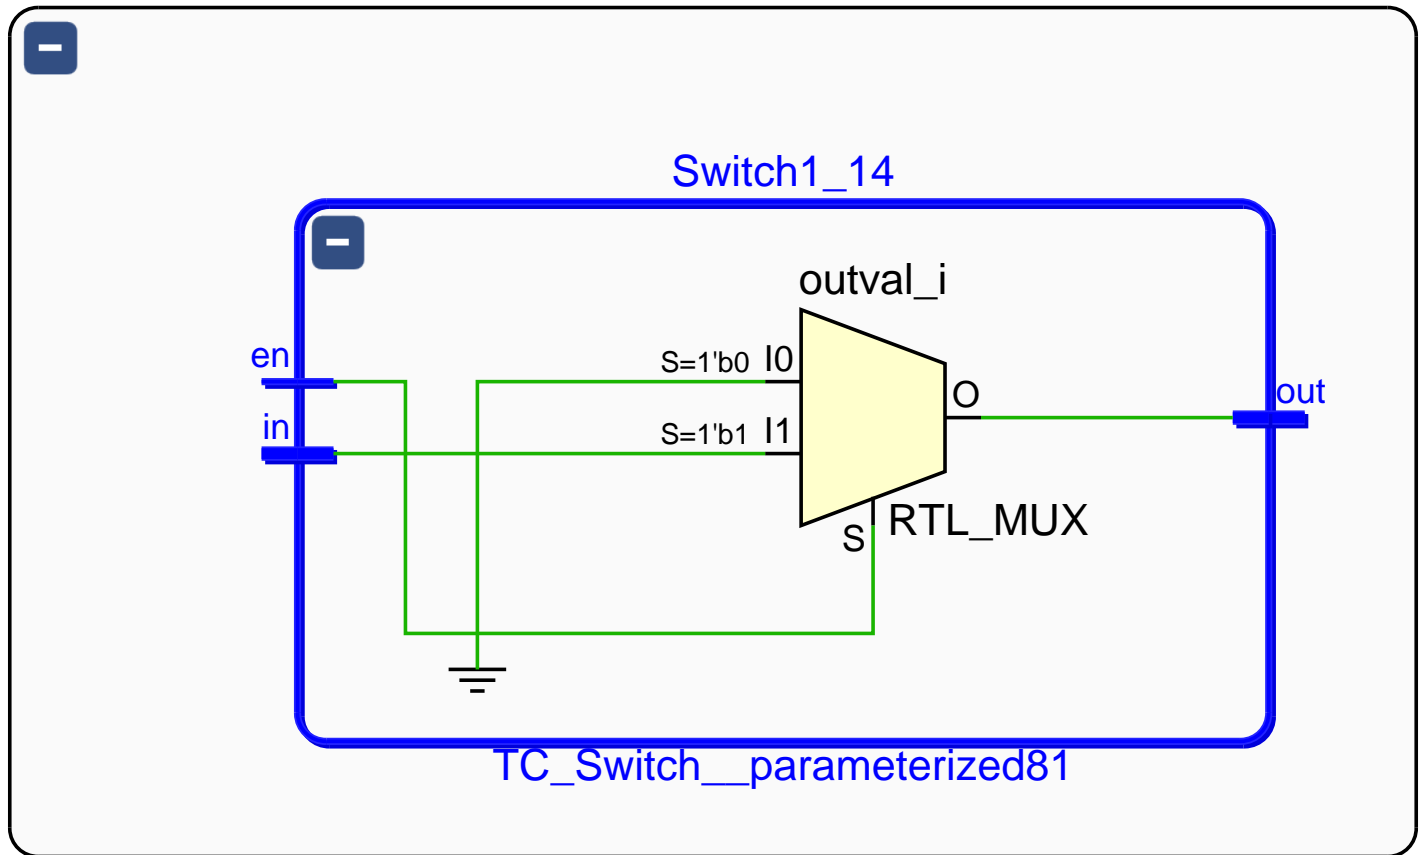 Switch1_14
outval_i
en
S=1'b0 I0
O
out
in
S=1'b1 I1
S
RTL_MUX
TC_Switch__parameterized81